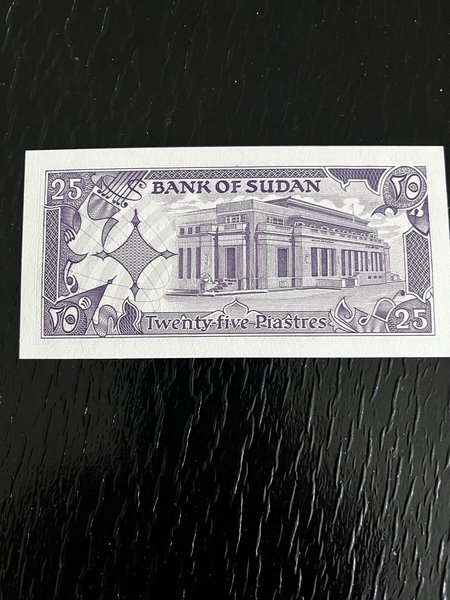 25 BANK OF SUDAN ٢٥
٢٥ Twenty-five Piastres 25